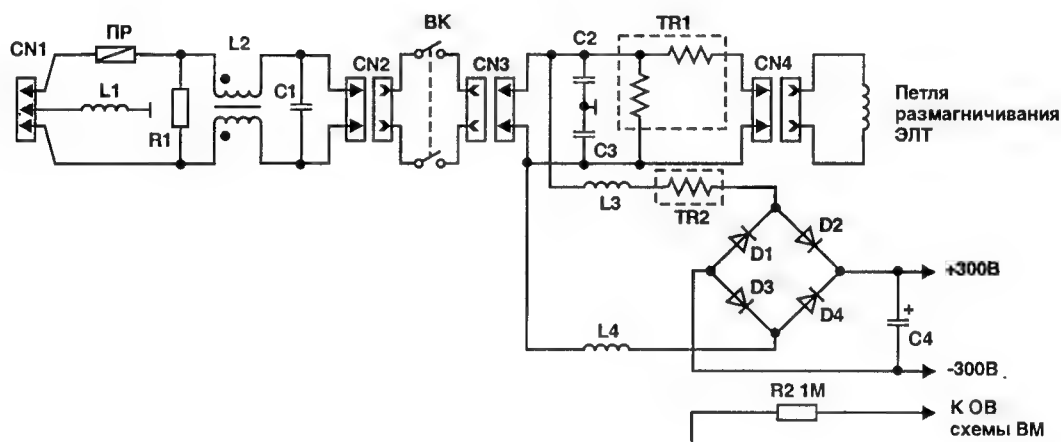 CN1
ПР
L1
R1
L2
C1
CN2
ВК
CN3
C2
C3
TR1
CN4
Петля
размагничивания
ЭЛТ
L3
TR2
D1
D2
D3
D4
+300В
+
C4
L4
-300В
R2 1М
К ОВ
схемы ВМ